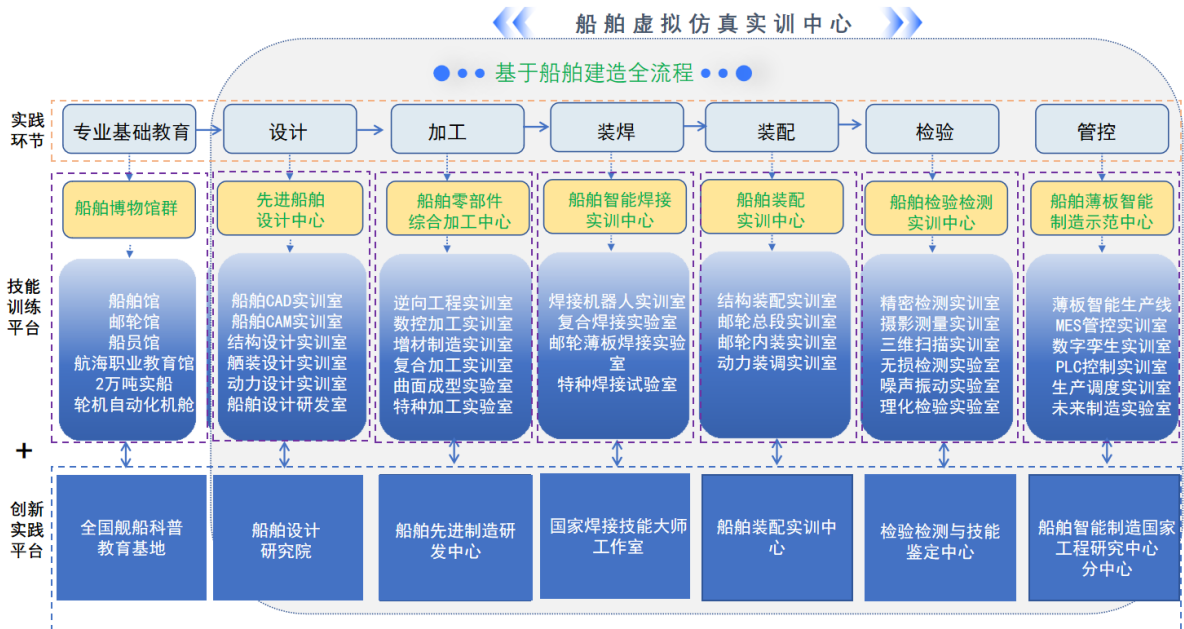 船舶虚拟仿真实训中心
基于船舶建造全流程
实践
环节
专业基础教育
设计
加工
装焊
装配
检验
管控
技能
训练
平台
船舶博物馆群
先进船舶
设计中心
船舶零部件
综合加工中心
船舶智能焊接
实训中心
船舶装配
实训中心
船舶检验检测
实训中心
船舶薄板智能
制造示范中心
船舶馆
邮轮馆
船员馆
航海职业教育馆
2万吨实船
轮机自动化机舱
船舶CAD实训室
船舶CAM实训室
结构设计实训室
舾装设计实训室
动力设计实训室
船舶设计研发室
逆向工程实训室
数控加工实训室
增材制造实训室
复合加工实训室
曲面成型实验室
特种加工实验室
焊接机器人实训室
复合焊接实验室
邮轮薄板焊接实验
室
特种焊接试验室
结构装配实训室
邮轮总段实训室
邮轮内装实训室
动力装调实训室
精密检测实训室
摄影测量实训室
三维扫描实训室
无损检测实验室
噪声振动实验室
理化检验实验室
薄板智能生产线
MES管控实训室
数字孪生实训室
PLC控制实训室
生产调度实训室
未来制造实验室
+
创新
实践
平台
全国舰船科普
教育基地
船舶设计
研究院
船舶先进制造研
发中心
国家焊接技能大师
工作室
船舶装配实训中
心
检验检测与技能
鉴定中心
船舶智能制造国家
工程研究中心
分中心